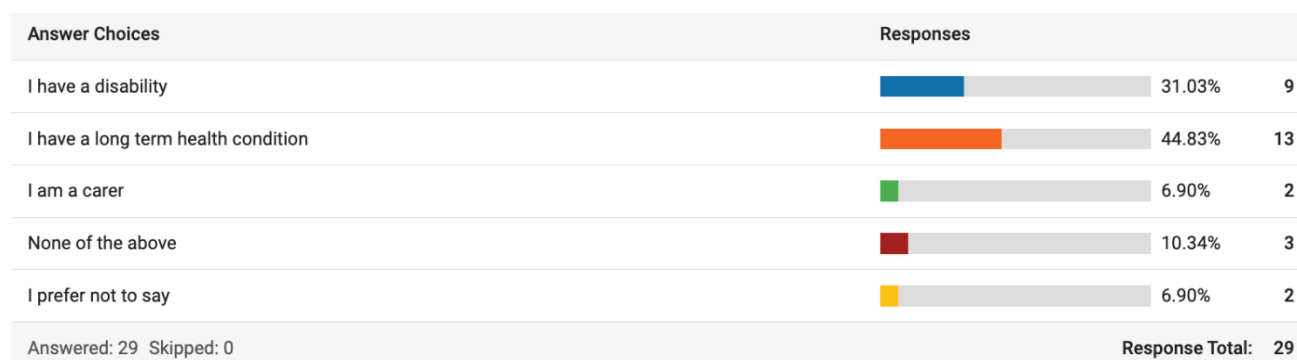 Answer Choices Responses
I have a disability 31.03% 9
I have a long term health condition 44.83% 13
I am a carer 6.90% 2
None of the above 10.34% 3
I prefer not to say 6.90% 2
Answered: 29 Skipped: 0 Response Total: 29